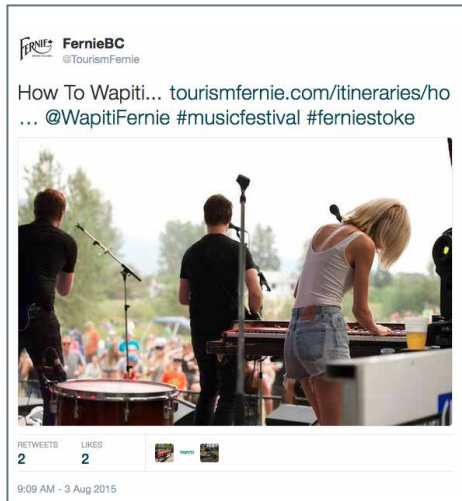 FERNIE
FernieBC
@TourismFernie
How To Wapiti... tourismfernie.com/itineraries/ho
... @WapitiFernie #musicfestival #ferniestoke
RETWEETS LIKES
2 2
WAPITI
9:09 AM - 3 Aug 2015